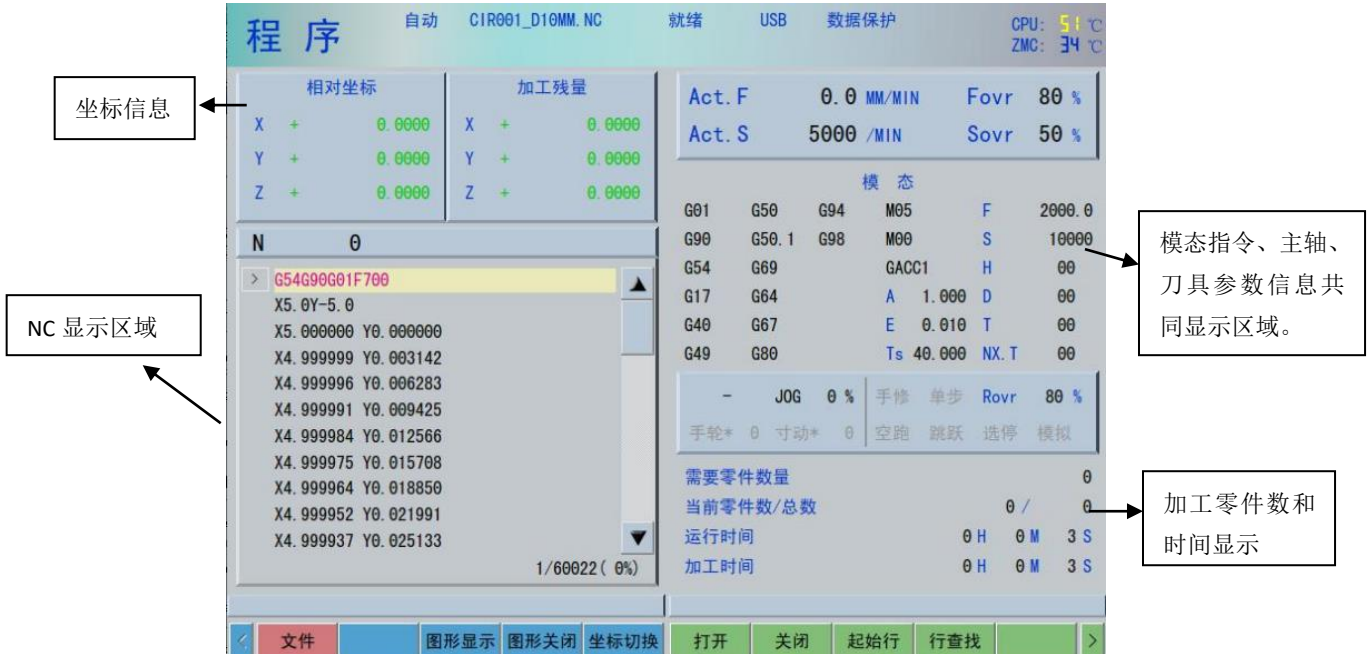 程 序 自动 CIR001_D10MM.NC 就绪 USB 数据保护 CPU: 51 ℃
ZMC: 34 ℃
坐标信息
相对坐标 加工残量
X + 0.0000 X + 0.0000
Y + 0.0000 Y + 0.0000
Z + 0.0000 Z + 0.0000
Act.F 0.0 MM/MIN Fovr 80 %
Act.S 5000 /MIN Sovr 50 %
模 态
G01 G50 G94 M05 F 2000.0
G90 G50.1 G98 M00 S 10000
G54 G69 GACC1 H 00
G17 G64 A 1.000 D 00
G40 G67 E 0.010 T 00
G49 G80 Ts 40.000 NX.T 00
模态指令、主轴、
刀具参数信息共
同显示区域。
N 0
NC 显示区域
> G54G90G01F700
X5.0Y-5.0
X5.000000 Y0.000000
X4.999999 Y0.003142
X4.999996 Y0.006283
X4.999991 Y0.009425
X4.999984 Y0.012566
X4.999975 Y0.015708
X4.999964 Y0.018850
X4.999952 Y0.021991
X4.999937 Y0.025133
1/60022( 0%)
- JOG 0 % 手修 单步 Rovr 80 %
手轮* 0 寸动* 0 空跑 跳跃 选停 模拟
需要零件数量 0
当前零件数/总数 0 / 0
运行时间 0 H 0 M 3 S
加工时间 0 H 0 M 3 S
加工零件数和
时间显示
< 文件 图形显示 图形关闭 坐标切换 打开 关闭 起始行 行查找 >